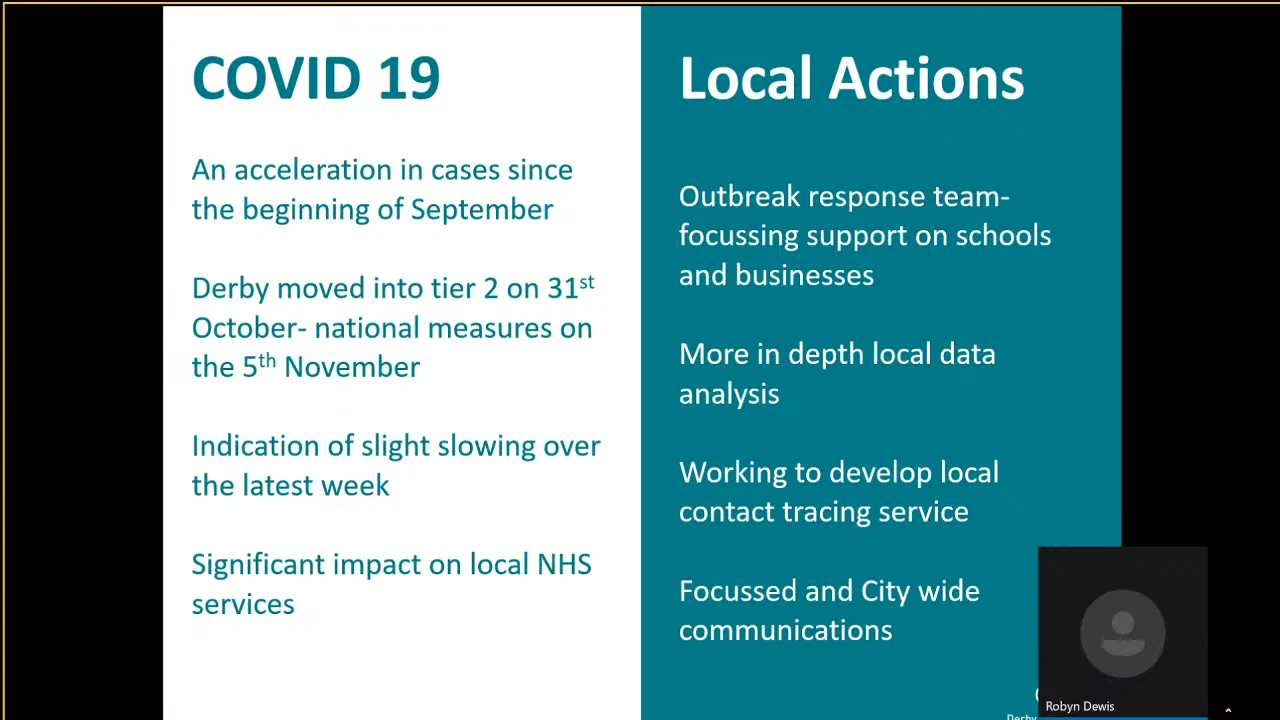 COVID 19
An acceleration in cases since
the beginning of September
Derby moved into tier 2 on 31st
October- national measures on
the 5th November
Indication of slight slowing over
the latest week
Significant impact on local NHS
services
Local Actions
Outbreak response team-
focussing support on schools
and businesses
More in depth local data
analysis
Working to develop local
contact tracing service
Focussed and City wide
communications
Robyn Dewis